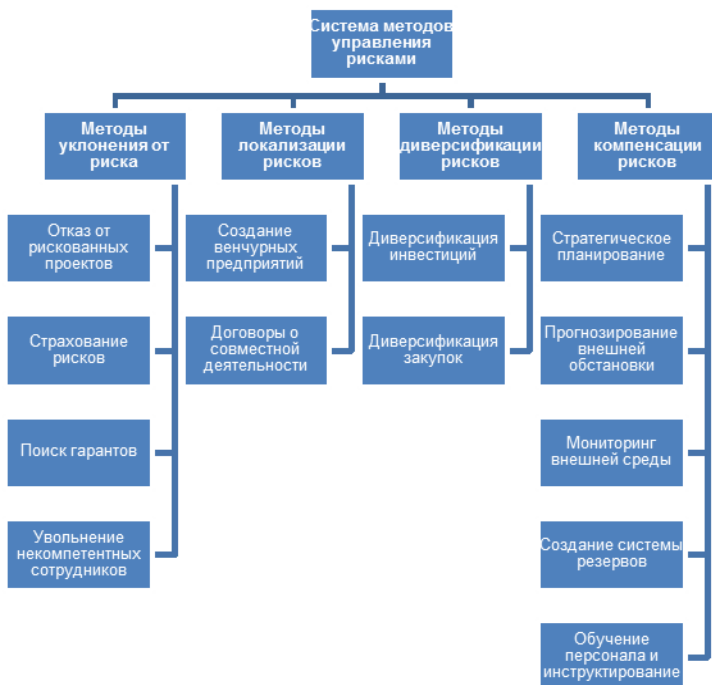 Система методов
управления
рисками
Методы
уклонения от
риска
Методы
локализации
рисков
Методы
диверсификации
рисков
Методы
компенсации
рисков
Отказ от
рискованных
проектов
Создание
венчурных
предприятий
Диверсификация
инвестиций
Стратегическое
планирование
Страхование
рисков
Договоры о
совместной
деятельности
Диверсификация
закупок
Прогнозирование
внешней
обстановки
Поиск гарантов
Мониторинг
внешней среды
Увольнение
некомпетентных
сотрудников
Создание системы
резервов
Обучение
персонала и
инструктирование